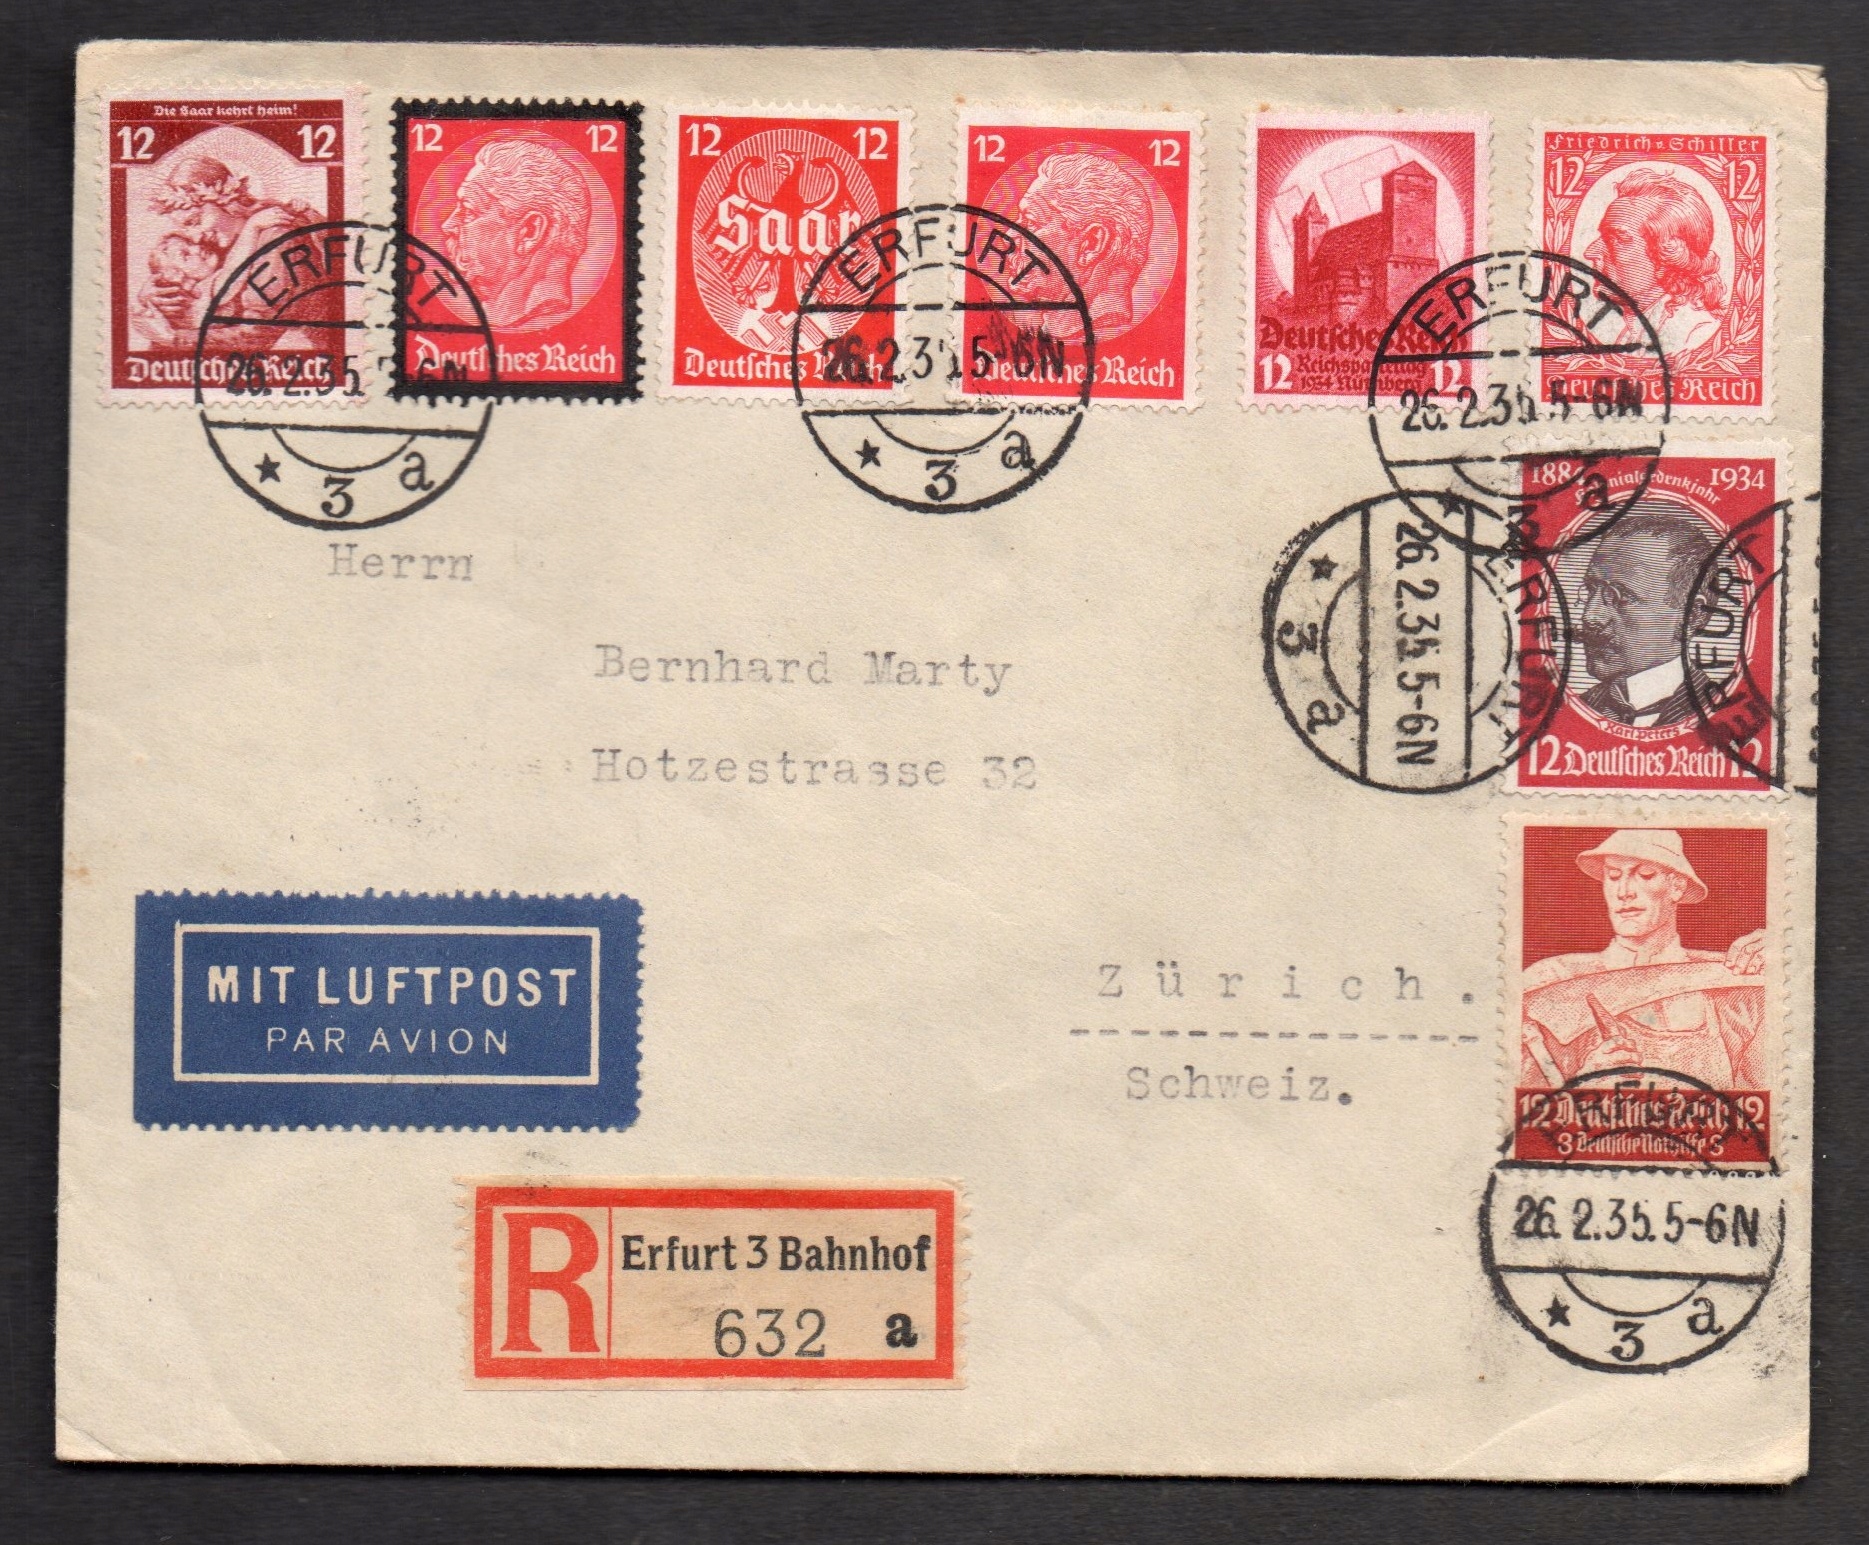 Die Saar kehrt heim!
12 12
Deutsches Reich
12 12
Deutsches Reich
12 12
Saar
Deutsches Reich
12 12
Deutsches Reich
Deutsches Reich
12 Reichsparteitag 12
1934 Nürnberg
Friedrich v. Schiller
12 12
Deutsches Reich
ERFURT
26.2.35.5-6N
3 a
ERFURT
26.2.35.5-6N
3 a
ERFURT
26.2.35.5-6N
3 a
1884 1934
Kolonialgedenkjahr
Karl Peters
12 Deutsches Reich 12
ERFURT
26.2.35.5-6N
3 a
ERFURT
Herrn
Bernhard Marty
Hotzestrasse 32
Zürich.
Schweiz.
MIT LUFTPOST
PAR AVION
12 Deutsches Reich 12
3 Deutsche Nothilfe 3
ERFURT
26.2.35.5-6N
3 a
R
Erfurt 3 Bahnhof
632 a